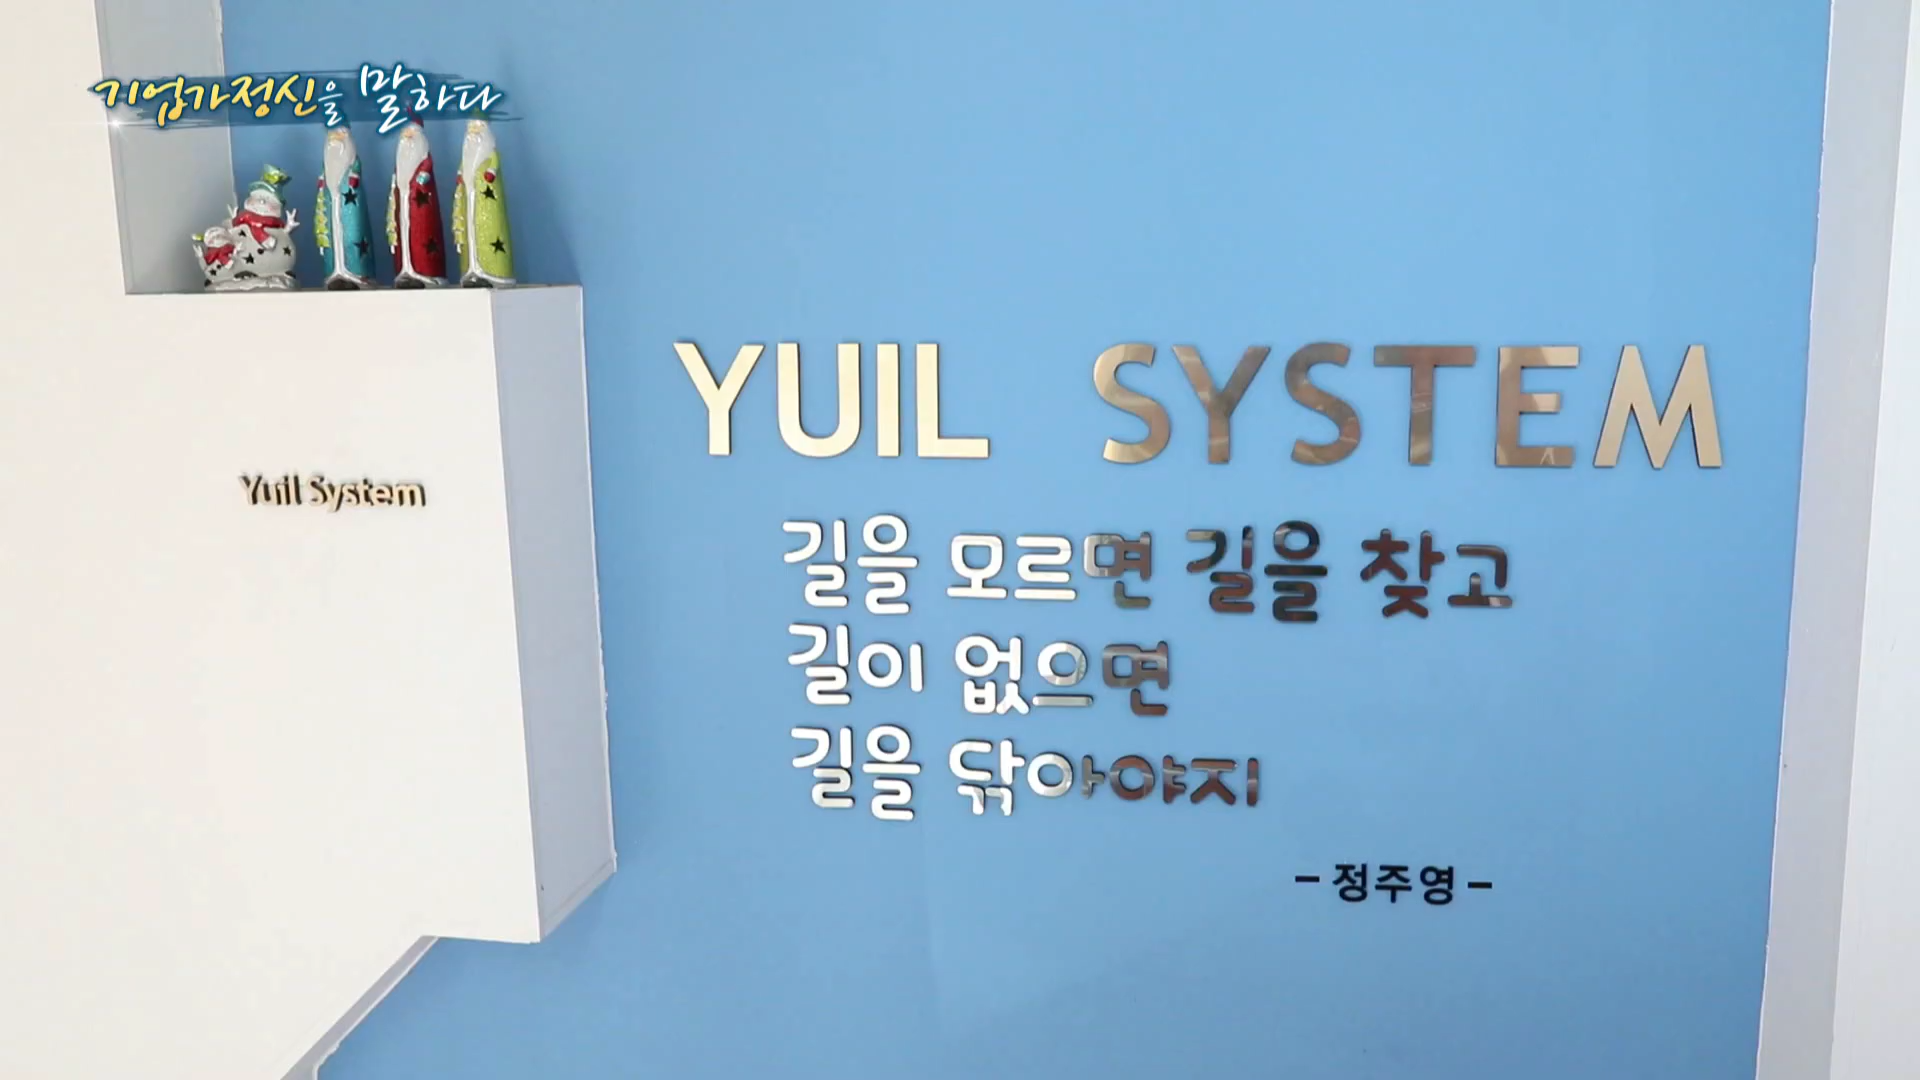 기업가정신을 말하다
YUIL SYSTEM
Yuil System
길을 모르면 길을 찾고
길이 없으면
길을 닦아야지
- 정주영 -